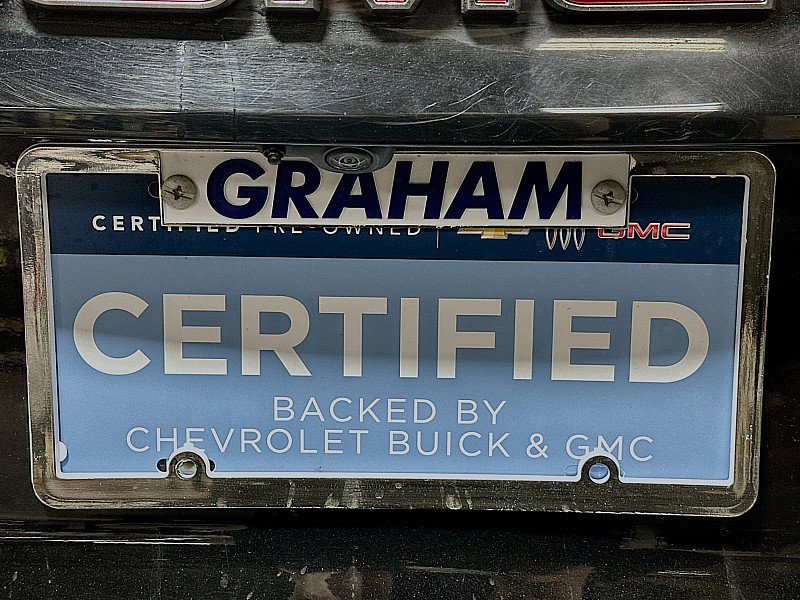 GRAHAM
CERTIFIED PRE-OWNED | GMC
CERTIFIED
BACKED BY
CHEVROLET BUICK & GMC